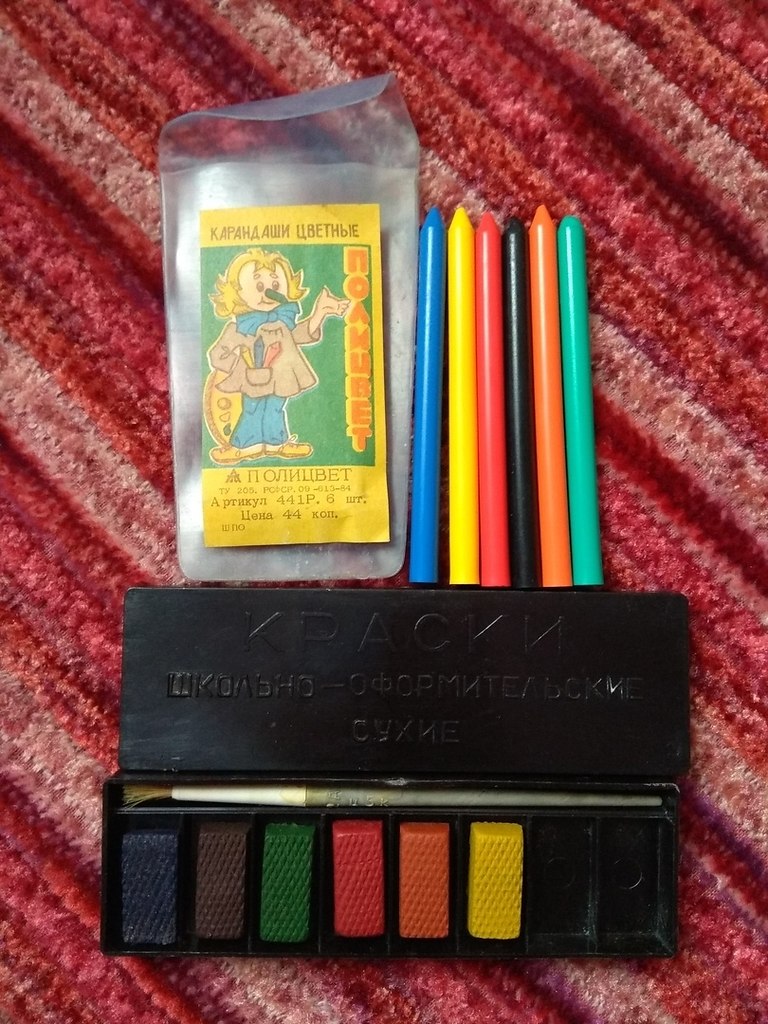 КАРАНДАШИ ЦВЕТНЫЕ
ПОЛИЦВЕТ
ПОЛИЦВЕТ
ТУ 205. РСФСР. 09-613-84
Артикул 441Р. 6 шт.
Цена 44 коп.
ШПО
КРАСКИ
ШКОЛЬНО-ОФОРМИТЕЛЬСКИЕ
СУХИЕ